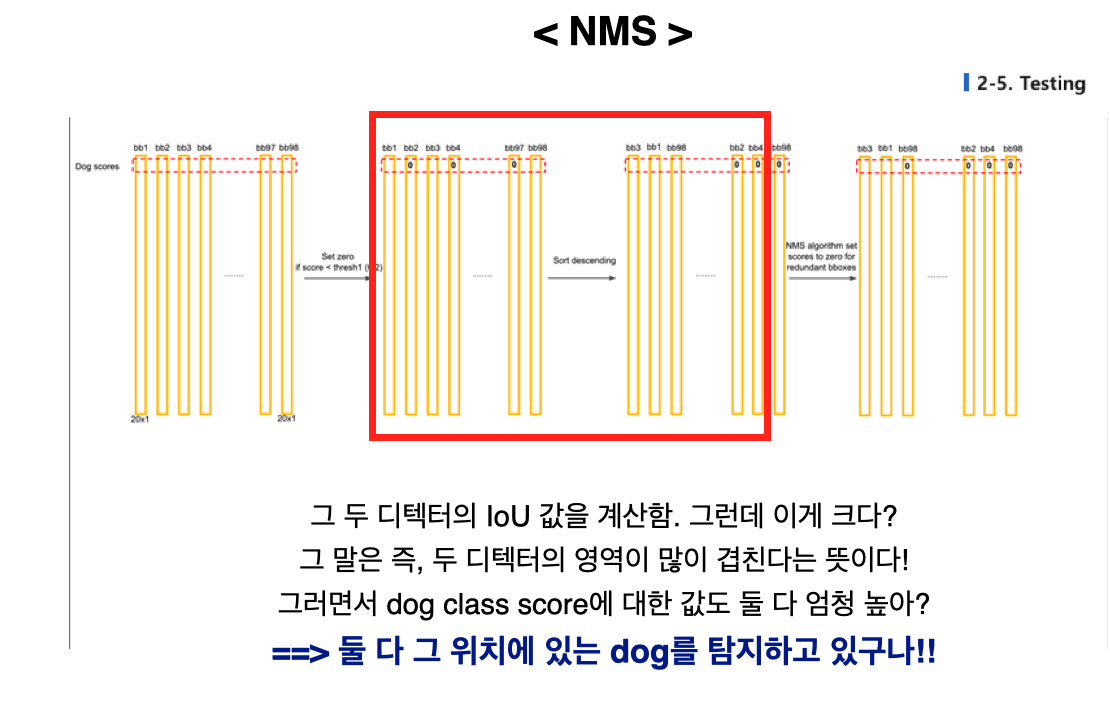 < NMS >
2-5. Testing
bb1 bb2 bb3 bb4 bb97 bb98
bb1 bb2 bb3 bb4 bb97 bb98
bb3 bb1 bb98 bb2 bb4 bb98
bb3 bb1 bb98 bb2 bb4 bb98
Dog scores
0 0 0
0 0 0
0 0 0 0
Set zero
if score < thresh1
Sort descending
NMS algorithm set
scores to zero for
redundant bboxes
........
........
........
........
20x1 20x1
그 두 디텍터의 IoU 값을 계산함. 그런데 이게 크다?
그 말은 즉, 두 디텍터의 영역이 많이 겹친다는 뜻이다!
그러면서 dog class score에 대한 값도 둘 다 엄청 높아?
==> 둘 다 그 위치에 있는 dog를 탐지하고 있구나!!